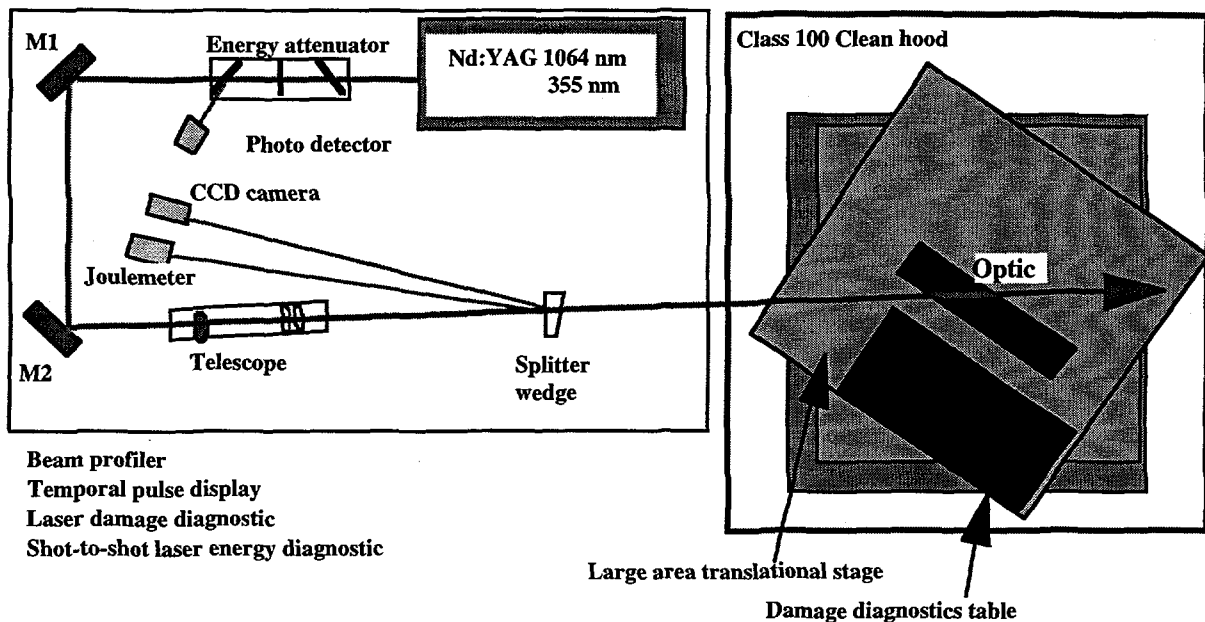 M1
Energy attenuator
Nd:YAG 1064 nm
355 nm
Photo detector
CCD camera
Joulemeter
M2
Telescope
Splitter
wedge
Class 100 Clean hood
Optic
Beam profiler
Temporal pulse display
Laser damage diagnostic
Shot-to-shot laser energy diagnostic
Large area translational stage
Damage diagnostics table